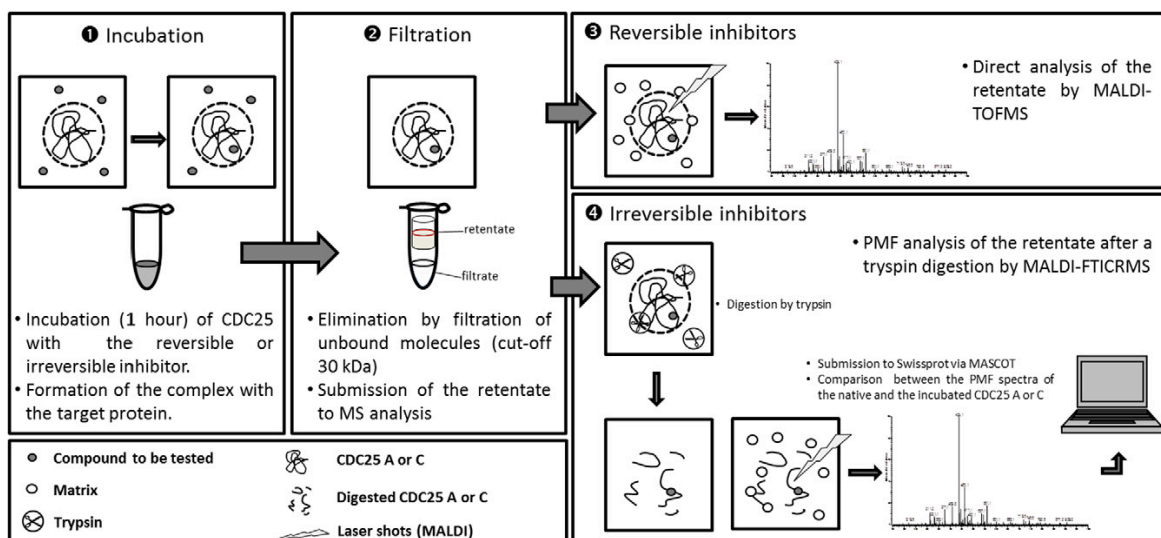 ❶ Incubation
• Incubation (1 hour) of CDC25
with the reversible or
irreversible inhibitor.
• Formation of the complex with
the target protein.
❷ Filtration
retentate
filtrate
• Elimination by filtration of
unbound molecules (cut-off
30 kDa)
• Submission of the retentate
to MS analysis
❸ Reversible inhibitors
• Direct analysis of the
retentate by MALDI-
TOFMS
❹ Irreversible inhibitors
• PMF analysis of the retentate after a
tryspin digestion by MALDI-FTICRMS
• Digestion by trypsin
• Submission to Swissprot via MASCOT
• Comparison between the PMF spectra of
the native and the incubated CDC25 A or C
Compound to be tested
Matrix
Trypsin
CDC25 A or C
Digested CDC25 A or C
Laser shots (MALDI)